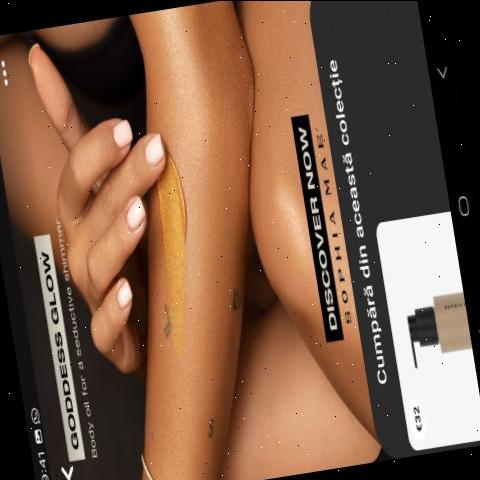 9:41
GODDESS GLOW
Body oil for a seductive shimmer
DISCOVER NOW
SOPHIA MAE
Cumpără din această colecție
€32